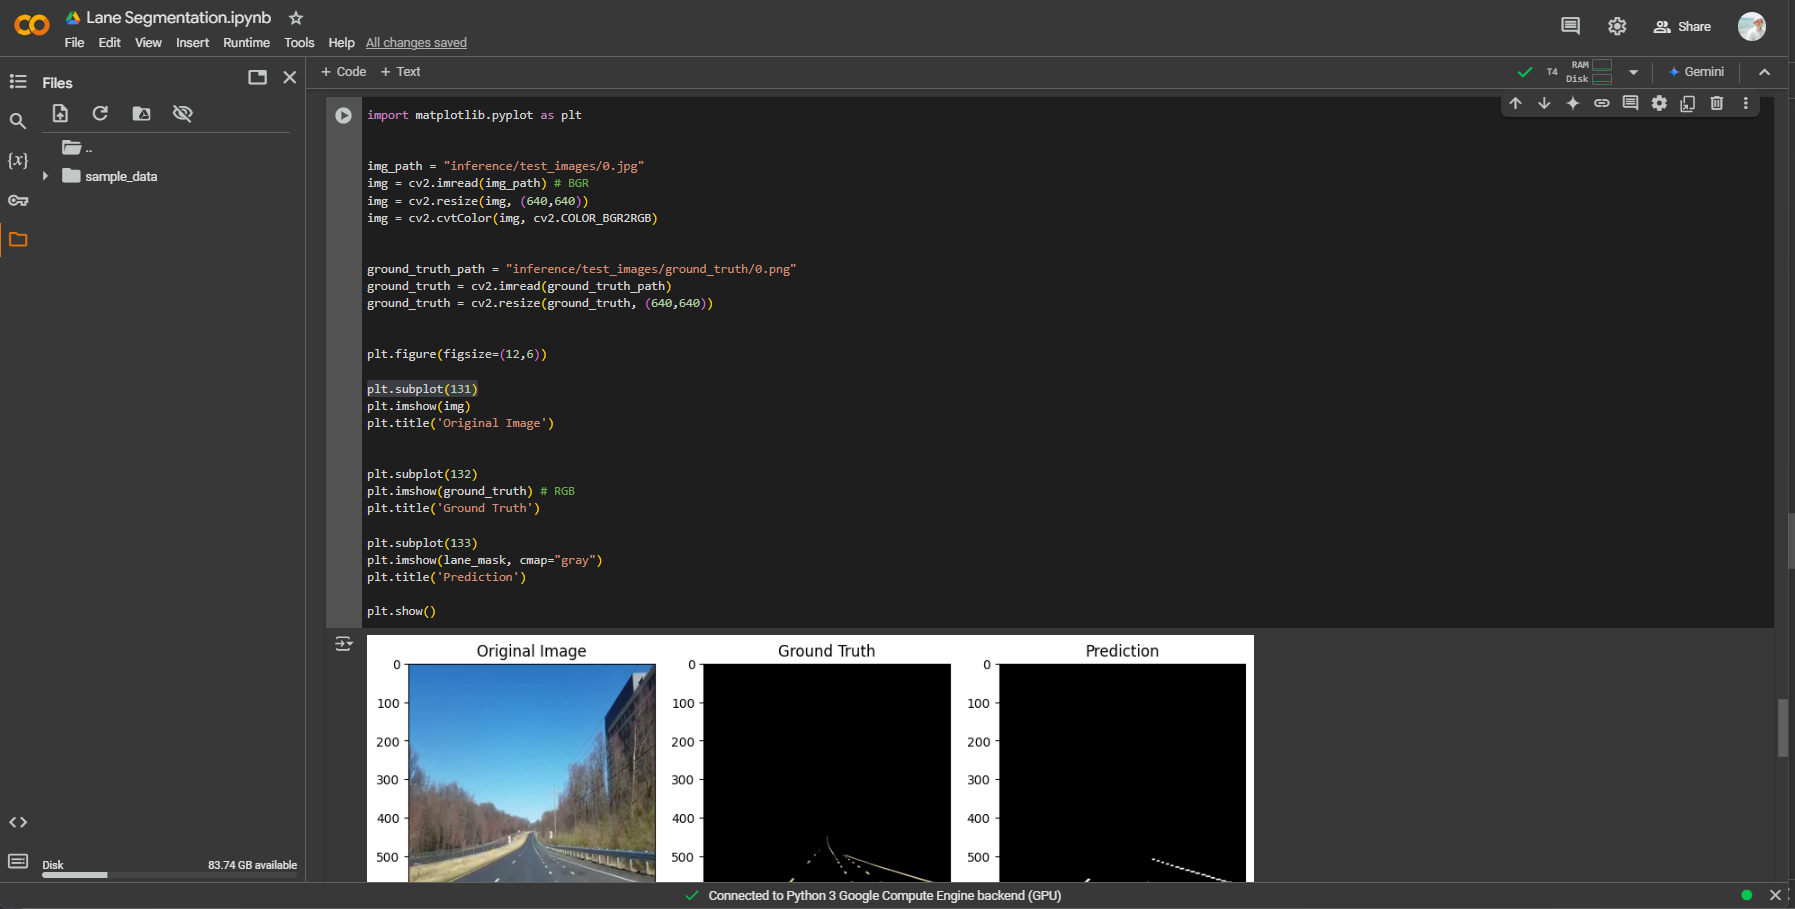 Lane Segmentation.ipynb
File Edit View Insert Runtime Tools Help All changes saved
Share
Files
+ Code + Text
T4
RAM
Disk
Gemini
..
sample_data
{x}
import matplotlib.pyplot as plt
img_path = "inference/test_images/0.jpg"
img = cv2.imread(img_path) # BGR
img = cv2.resize(img, (640,640))
img = cv2.cvtColor(img, cv2.COLOR_BGR2RGB)
ground_truth_path = "inference/test_images/ground_truth/0.png"
ground_truth = cv2.imread(ground_truth_path)
ground_truth = cv2.resize(ground_truth, (640,640))
plt.figure(figsize=(12,6))
plt.subplot(131)
plt.imshow(img)
plt.title('Original Image')
plt.subplot(132)
plt.imshow(ground_truth) # RGB
plt.title('Ground Truth')
plt.subplot(133)
plt.imshow(lane_mask, cmap="gray")
plt.title('Prediction')
plt.show()
Original Image Ground Truth Prediction
0 0 0
100 100 100
200 200 200
300 300 300
400 400 400
500 500 500
Disk 83.74 GB available
Connected to Python 3 Google Compute Engine backend (GPU)